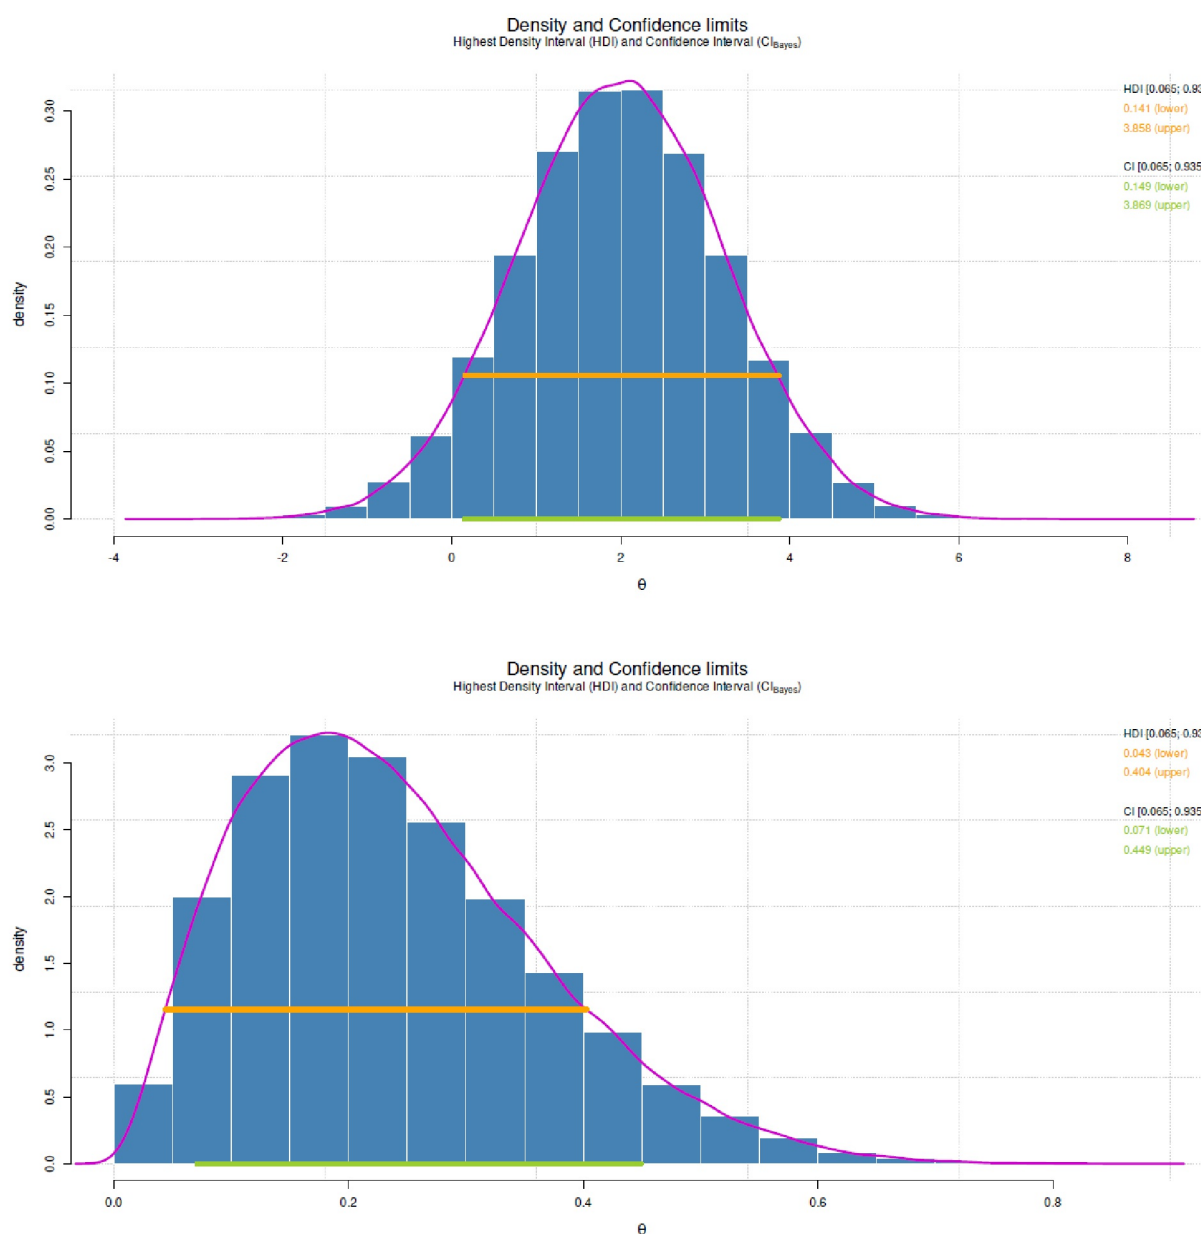 Density and Confidence limits
Highest Density Interval (HDI) and Confidence Interval (CIBayes)
HDI [0.065; 0.93
0.141 (lower)
3.858 (upper)
CI [0.065; 0.935
0.149 (lower)
3.869 (upper)
density
0.30
0.25
0.20
0.15
0.10
0.05
0.00
-4 -2 0 2 4 6 8
θ
Density and Confidence limits
Highest Density Interval (HDI) and Confidence Interval (CIBayes)
HDI [0.065; 0.93
0.043 (lower)
0.404 (upper)
CI [0.065; 0.935
0.071 (lower)
0.449 (upper)
density
3.0
2.5
2.0
1.5
1.0
0.5
0.0
0.0 0.2 0.4 0.6 0.8
θ